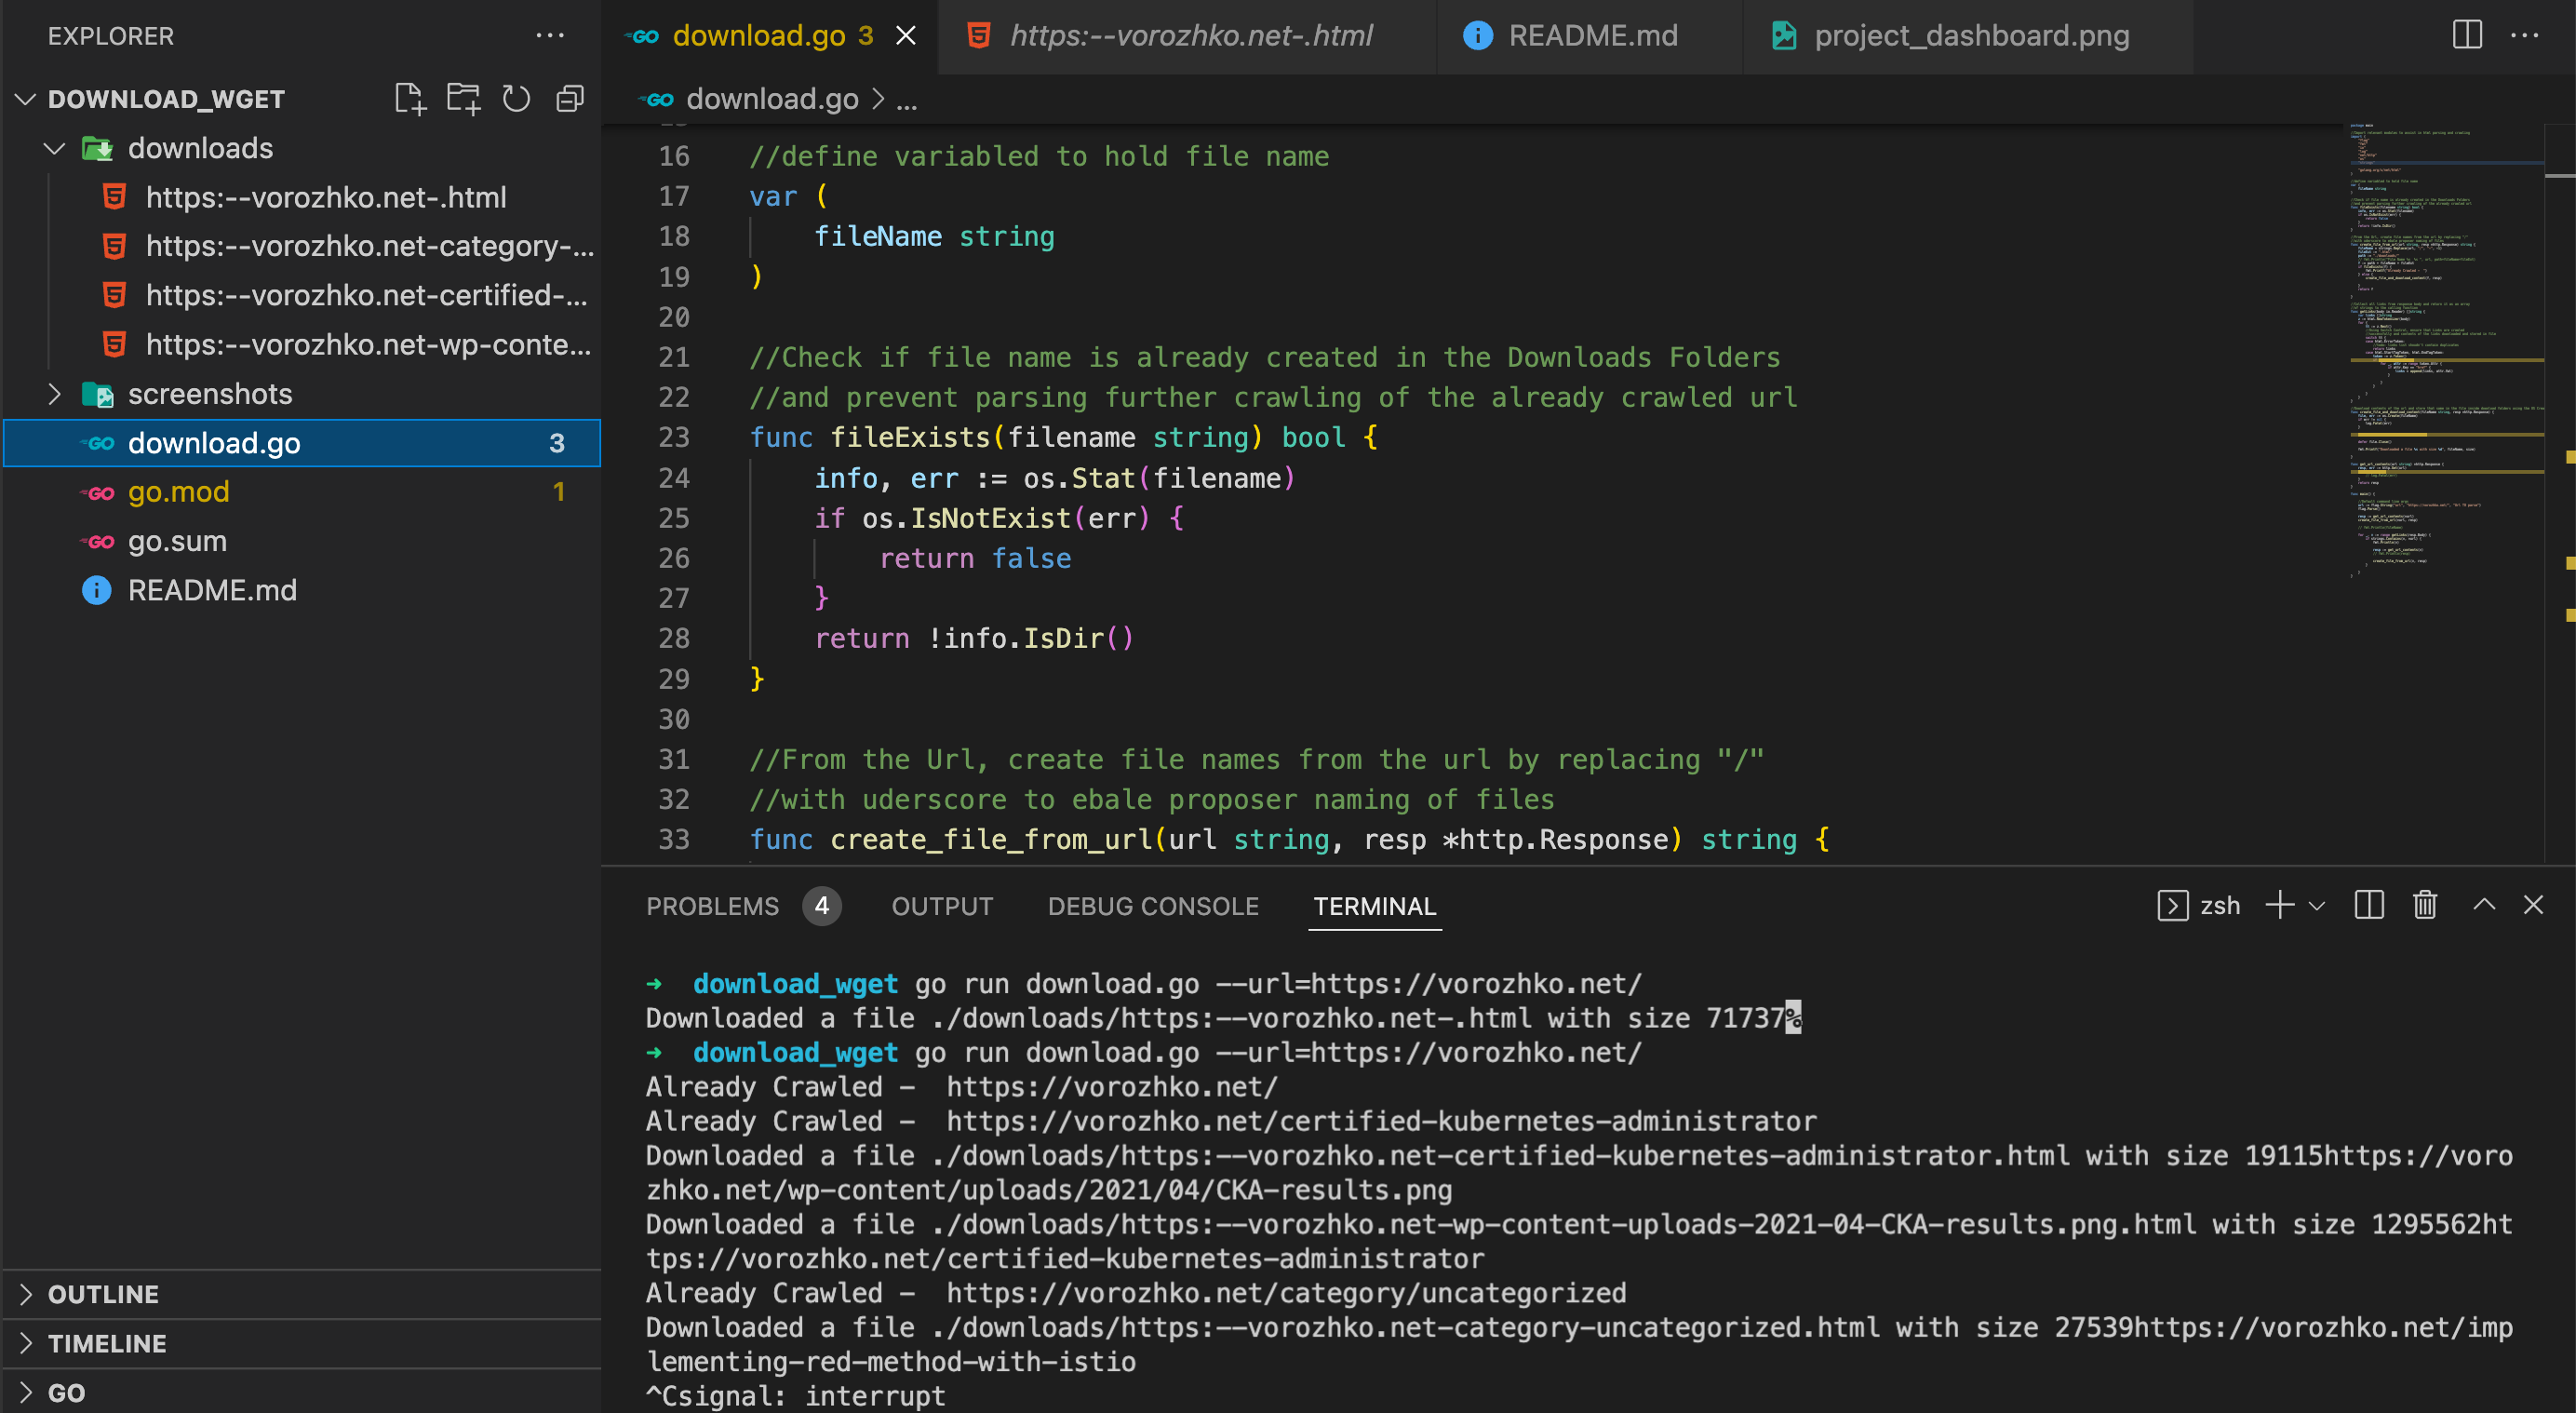 EXPLORER
DOWNLOAD_WGET
downloads
https:--vorozhko.net-.html
https:--vorozhko.net-category-...
https:--vorozhko.net-certified-...
https:--vorozhko.net-wp-conte...
screenshots
download.go 3
go.mod 1
go.sum
README.md
OUTLINE
TIMELINE
GO
download.go 3
https:--vorozhko.net-.html
README.md
project_dashboard.png
download.go > ...
16 //define variabled to hold file name
17 var (
18 fileName string
19 )
20
21 //Check if file name is already created in the Downloads Folders
22 //and prevent parsing further crawling of the already crawled url
23 func fileExists(filename string) bool {
24 info, err := os.Stat(filename)
25 if os.IsNotExist(err) {
26 return false
27 }
28 return !info.IsDir()
29 }
30
31 //From the Url, create file names from the url by replacing "/"
32 //with uderscore to ebale proposer naming of files
33 func create_file_from_url(url string, resp *http.Response) string {
PROBLEMS 4 OUTPUT DEBUG CONSOLE TERMINAL
zsh
➜ download_wget go run download.go --url=https://vorozhko.net/
Downloaded a file ./downloads/https:--vorozhko.net-.html with size 71737%
➜ download_wget go run download.go --url=https://vorozhko.net/
Already Crawled - https://vorozhko.net/
Already Crawled - https://vorozhko.net/certified-kubernetes-administrator
Downloaded a file ./downloads/https:--vorozhko.net-certified-kubernetes-administrator.html with size 19115https://voro
zhko.net/wp-content/uploads/2021/04/CKA-results.png
Downloaded a file ./downloads/https:--vorozhko.net-wp-content-uploads-2021-04-CKA-results.png.html with size 1295562ht
tps://vorozhko.net/certified-kubernetes-administrator
Already Crawled - https://vorozhko.net/category/uncategorized
Downloaded a file ./downloads/https:--vorozhko.net-category-uncategorized.html with size 27539https://vorozhko.net/imp
lementing-red-method-with-istio
^Csignal: interrupt